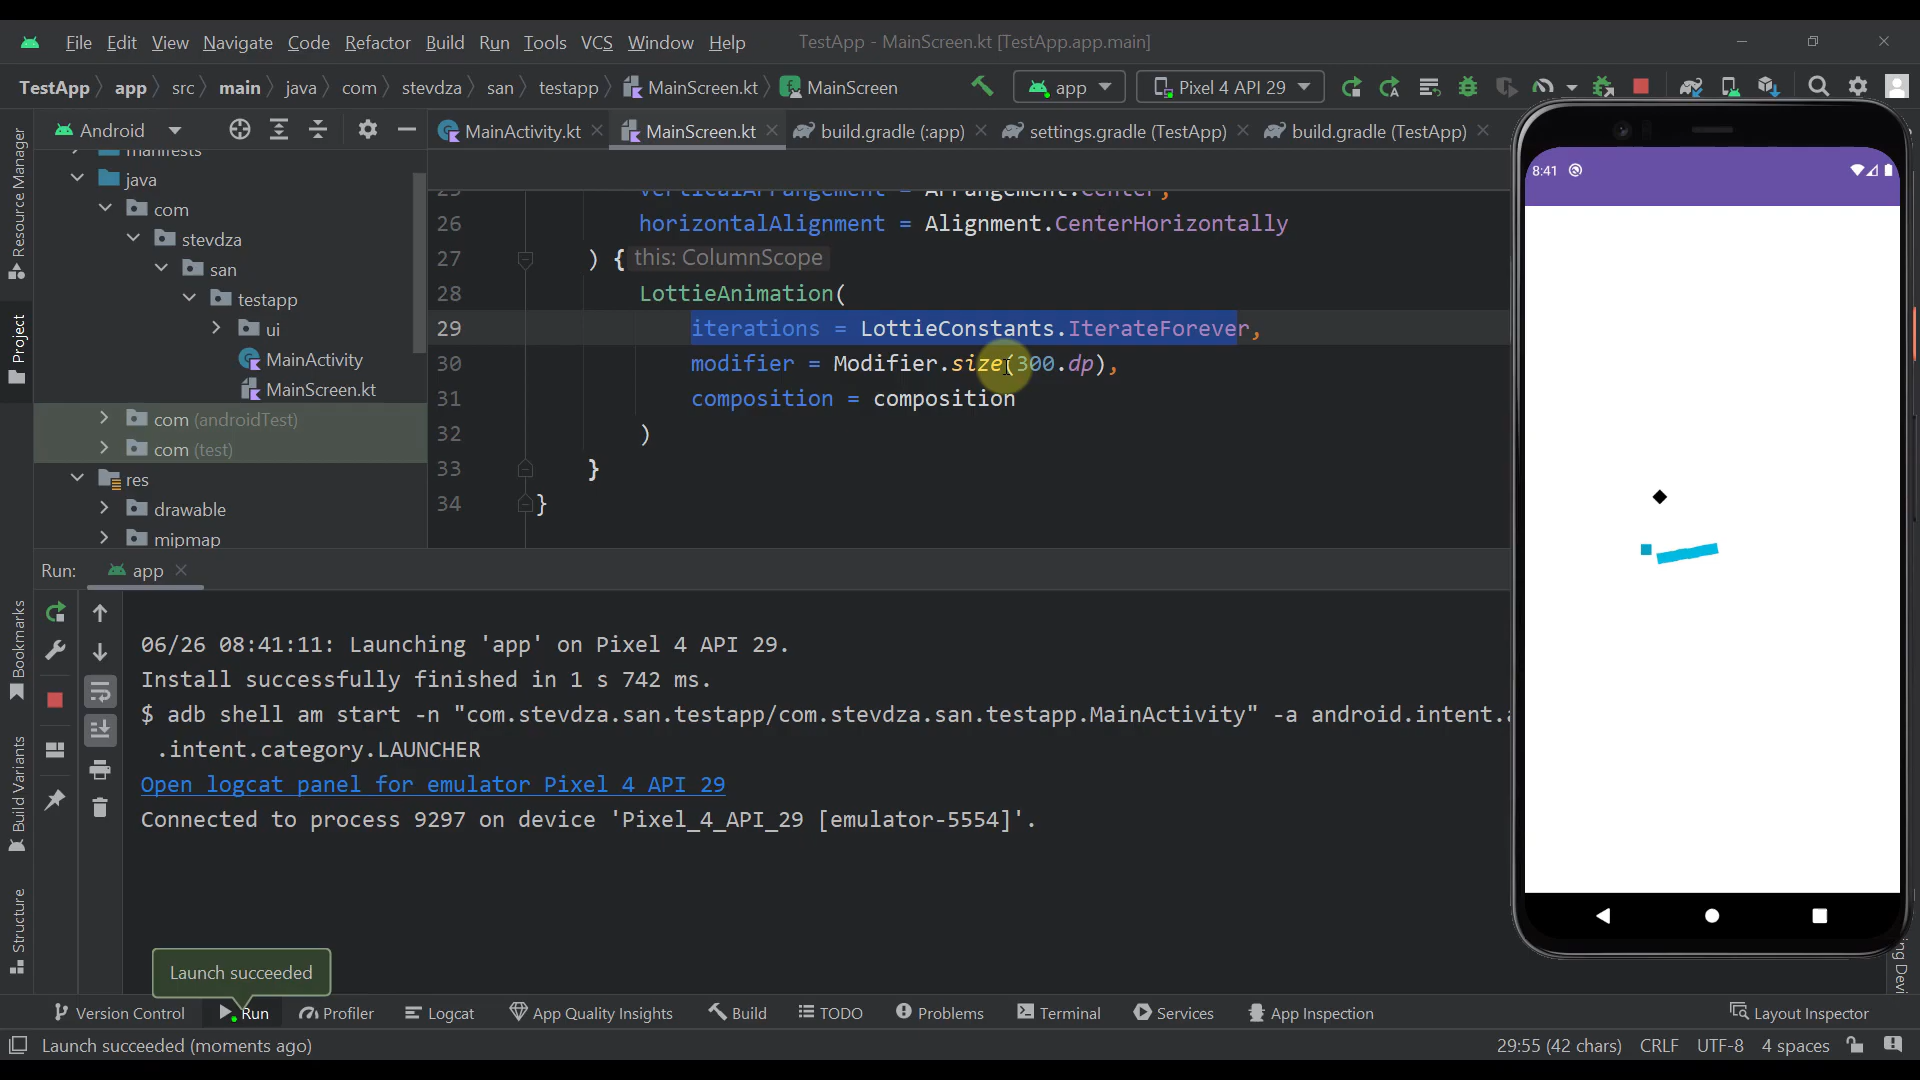 File Edit View Navigate Code Refactor Build Run Tools VCS Window Help TestApp - MainScreen.kt [TestApp.app.main]
TestApp app src main java com stevdza san testapp MainScreen.kt MainScreen app Pixel 4 API 29
Android MainActivity.kt MainScreen.kt build.gradle (:app) settings.gradle (TestApp) build.gradle (TestApp)
Resource Manager
Project
Bookmarks
Build Variants
Structure
manifests
java
com
stevdza
san
testapp
ui
MainActivity
MainScreen.kt
com (androidTest)
com (test)
res
drawable
mipmap
25 verticalArrangement = Arrangement.Center,
26 horizontalAlignment = Alignment.CenterHorizontally
27 ) { this: ColumnScope
28 LottieAnimation(
29 iterations = LottieConstants.IterateForever,
30 modifier = Modifier.size(300.dp),
31 composition = composition
32 )
33 }
34 }
8:41
Run: app
06/26 08:41:11: Launching 'app' on Pixel 4 API 29.
Install successfully finished in 1 s 742 ms.
$ adb shell am start -n "com.stevdza.san.testapp/com.stevdza.san.testapp.MainActivity" -a android.intent.a
.intent.category.LAUNCHER
Open logcat panel for emulator Pixel 4 API 29
Connected to process 9297 on device 'Pixel_4_API_29 [emulator-5554]'.
Launch succeeded
Version Control Run Profiler Logcat App Quality Insights Build TODO Problems Terminal Services App Inspection Layout Inspector
Launch succeeded (moments ago) 29:55 (42 chars) CRLF UTF-8 4 spaces